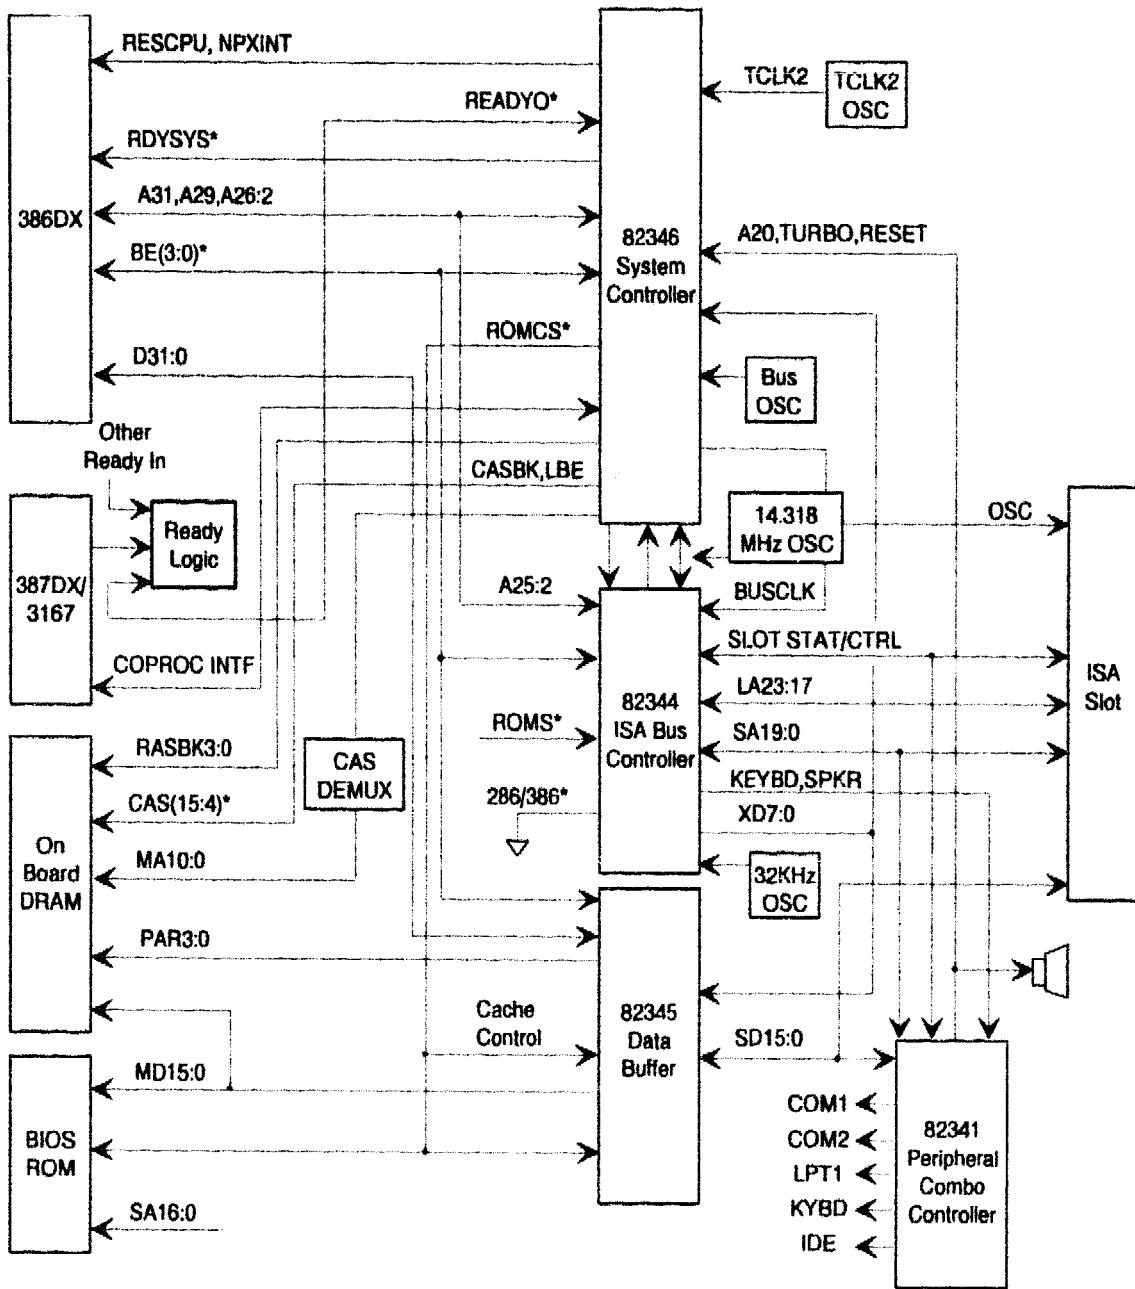 RESCPU, NPXINT
TCLK2
TCLK2
OSC
READYO*
RDYSYS*
386DX
A31,A29,A26:2
82346
System
Controller
A20,TURBO,RESET
BE(3:0)*
ROMCS*
D31:0
Bus
OSC
Other
Ready In
CASBK,LBE
Ready
Logic
14.318
MHz OSC
OSC
387DX/
3167
A25:2
BUSCLK
COPROC INTF
SLOT STAT/CTRL
ISA
Slot
82344
ISA Bus
Controller
LA23:17
ROMS*
SA19:0
RASBK3:0
CAS
DEMUX
KEYBD,SPKR
286/386*
CAS(15:4)*
XD7:0
On
Board
DRAM
MA10:0
32KHz
OSC
PAR3:0
Cache
Control
82345
Data
Buffer
SD15:0
MD15:0
BIOS
ROM
COM1
COM2
LPT1
KYBD
IDE
82341
Peripheral
Combo
Controller
SA16:0